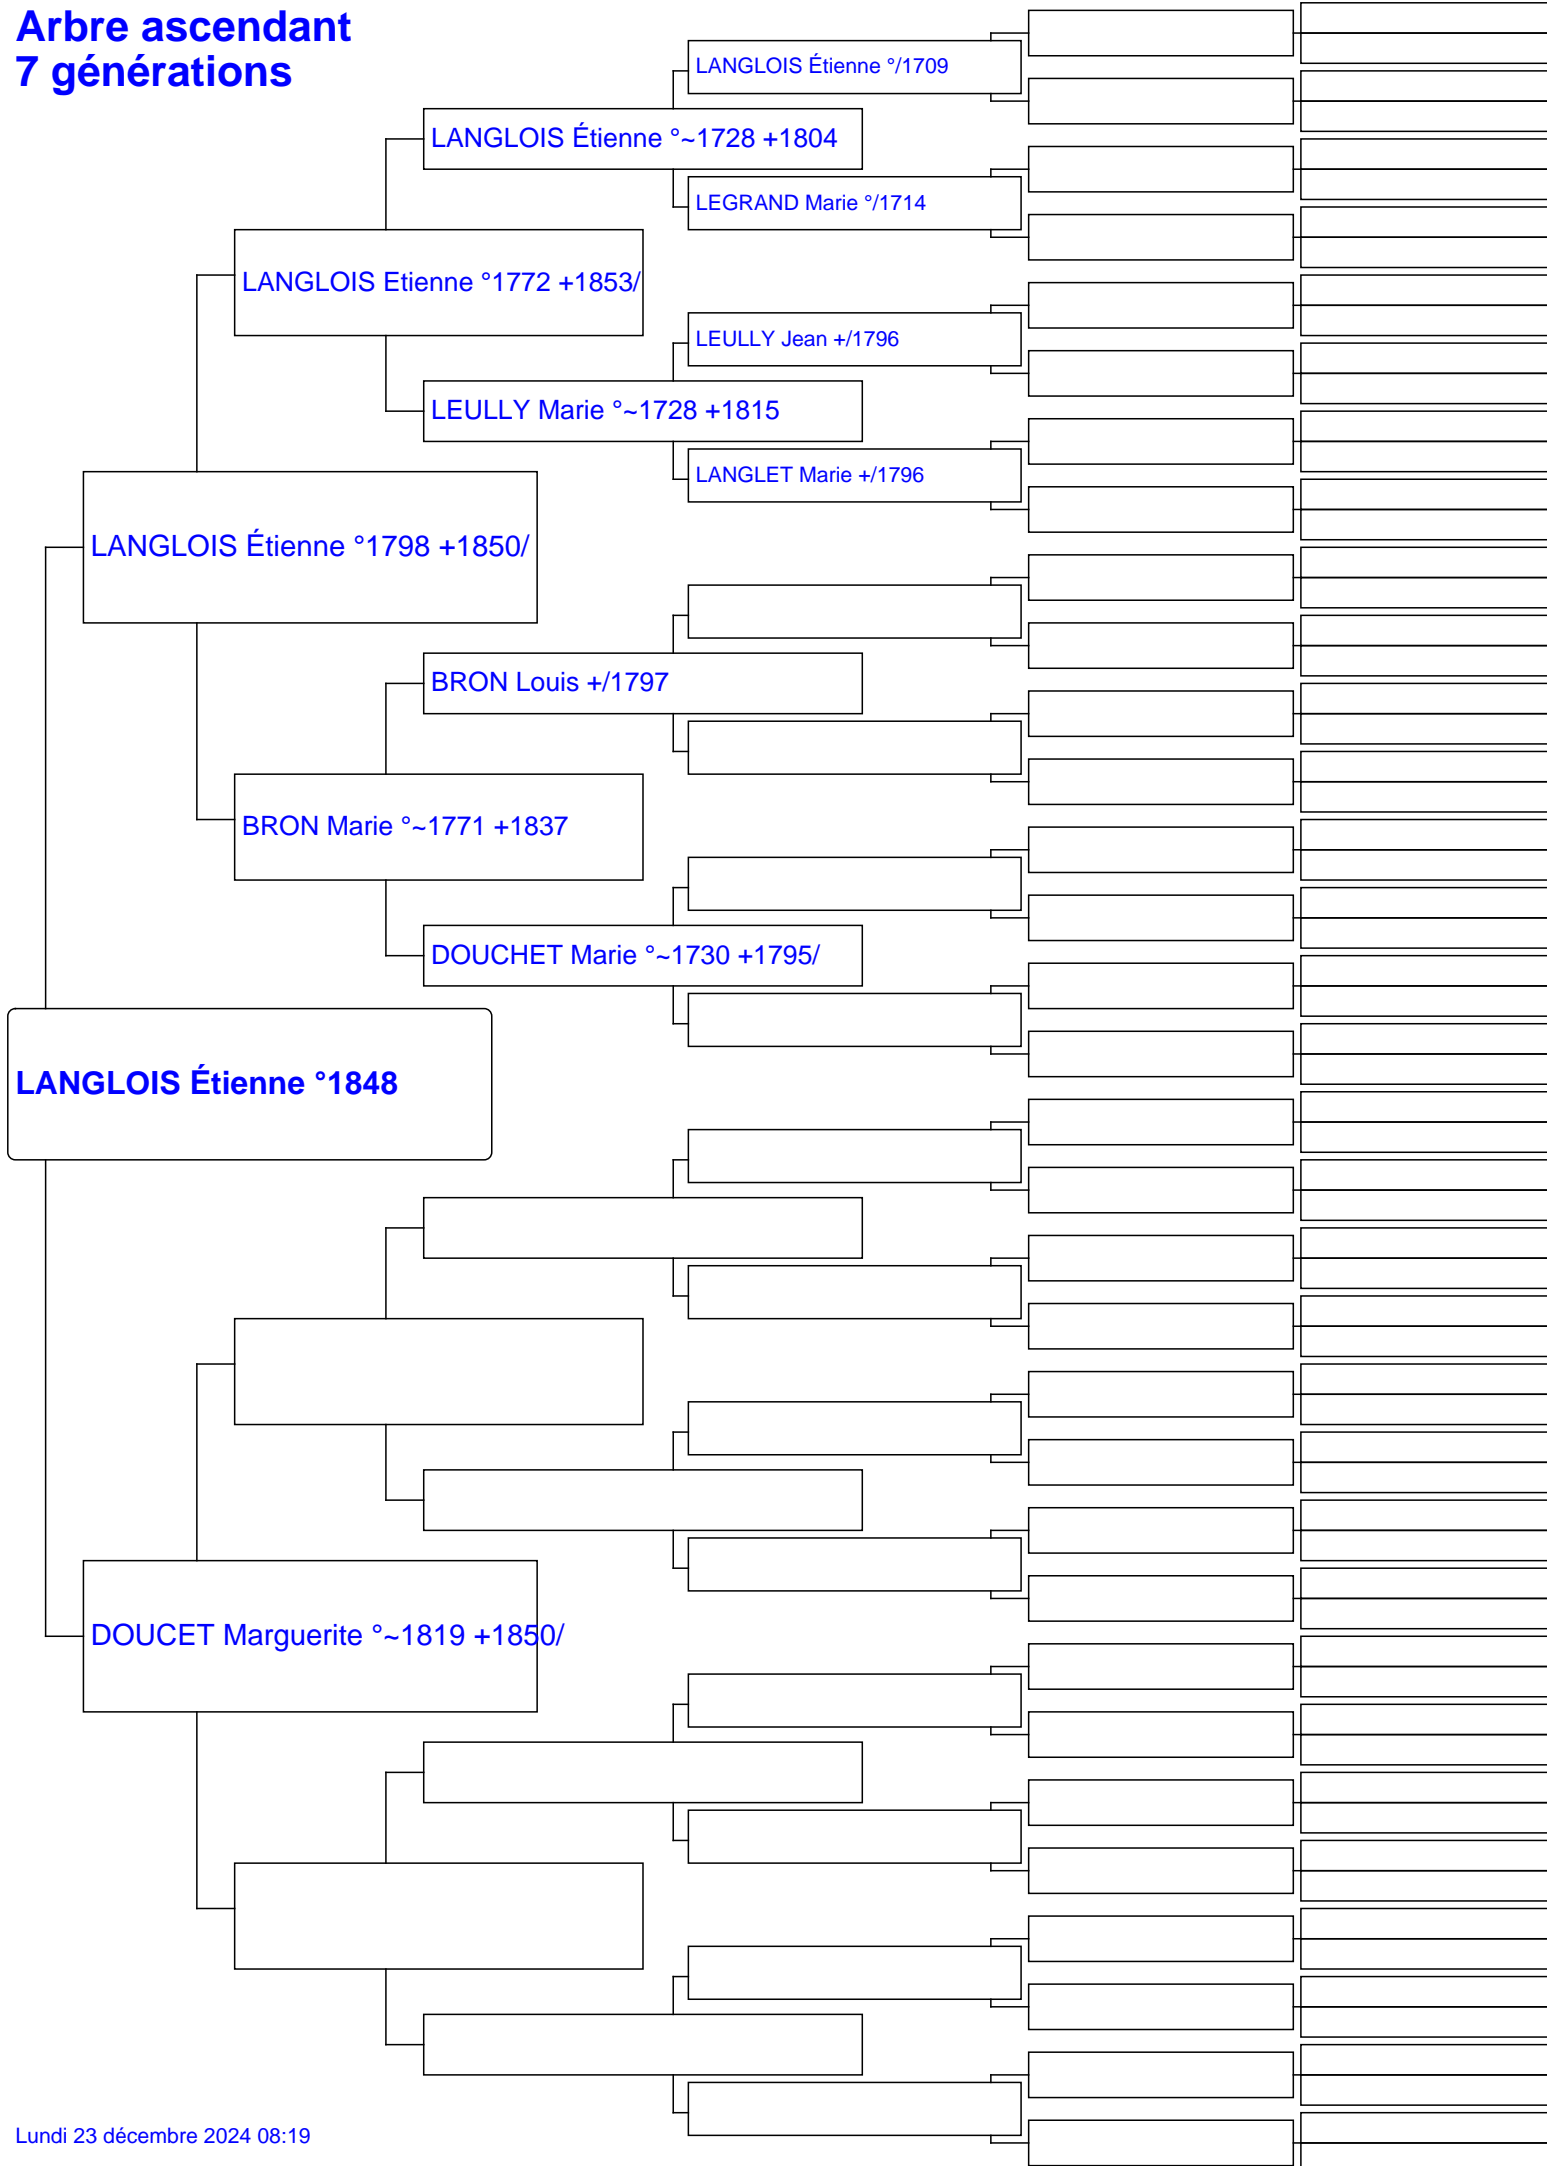 Arbre ascendant
7 générations
LANGLOIS Étienne °/1709
LANGLOIS Étienne °~1728 +1804
LEGRAND Marie °/1714
LANGLOIS Etienne °1772 +1853/
LEULLY Jean +/1796
LEULLY Marie °~1728 +1815
LANGLET Marie +/1796
LANGLOIS Étienne °1798 +1850/
BRON Louis +/1797
BRON Marie °~1771 +1837
DOUCHET Marie °~1730 +1795/
LANGLOIS Étienne °1848
DOUCET Marguerite °~1819 +1850/
Lundi 23 décembre 2024 08:19